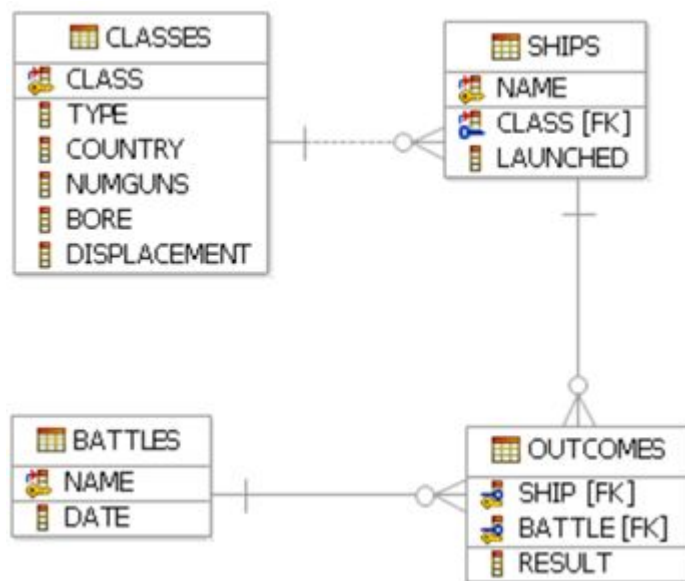 CLASSES
CLASS
TYPE
COUNTRY
NUMGUNS
BORE
DISPLACEMENT
SHIPS
NAME
CLASS [FK]
LAUNCHED
BATTLES
NAME
DATE
OUTCOMES
SHIP [FK]
BATTLE [FK]
RESULT